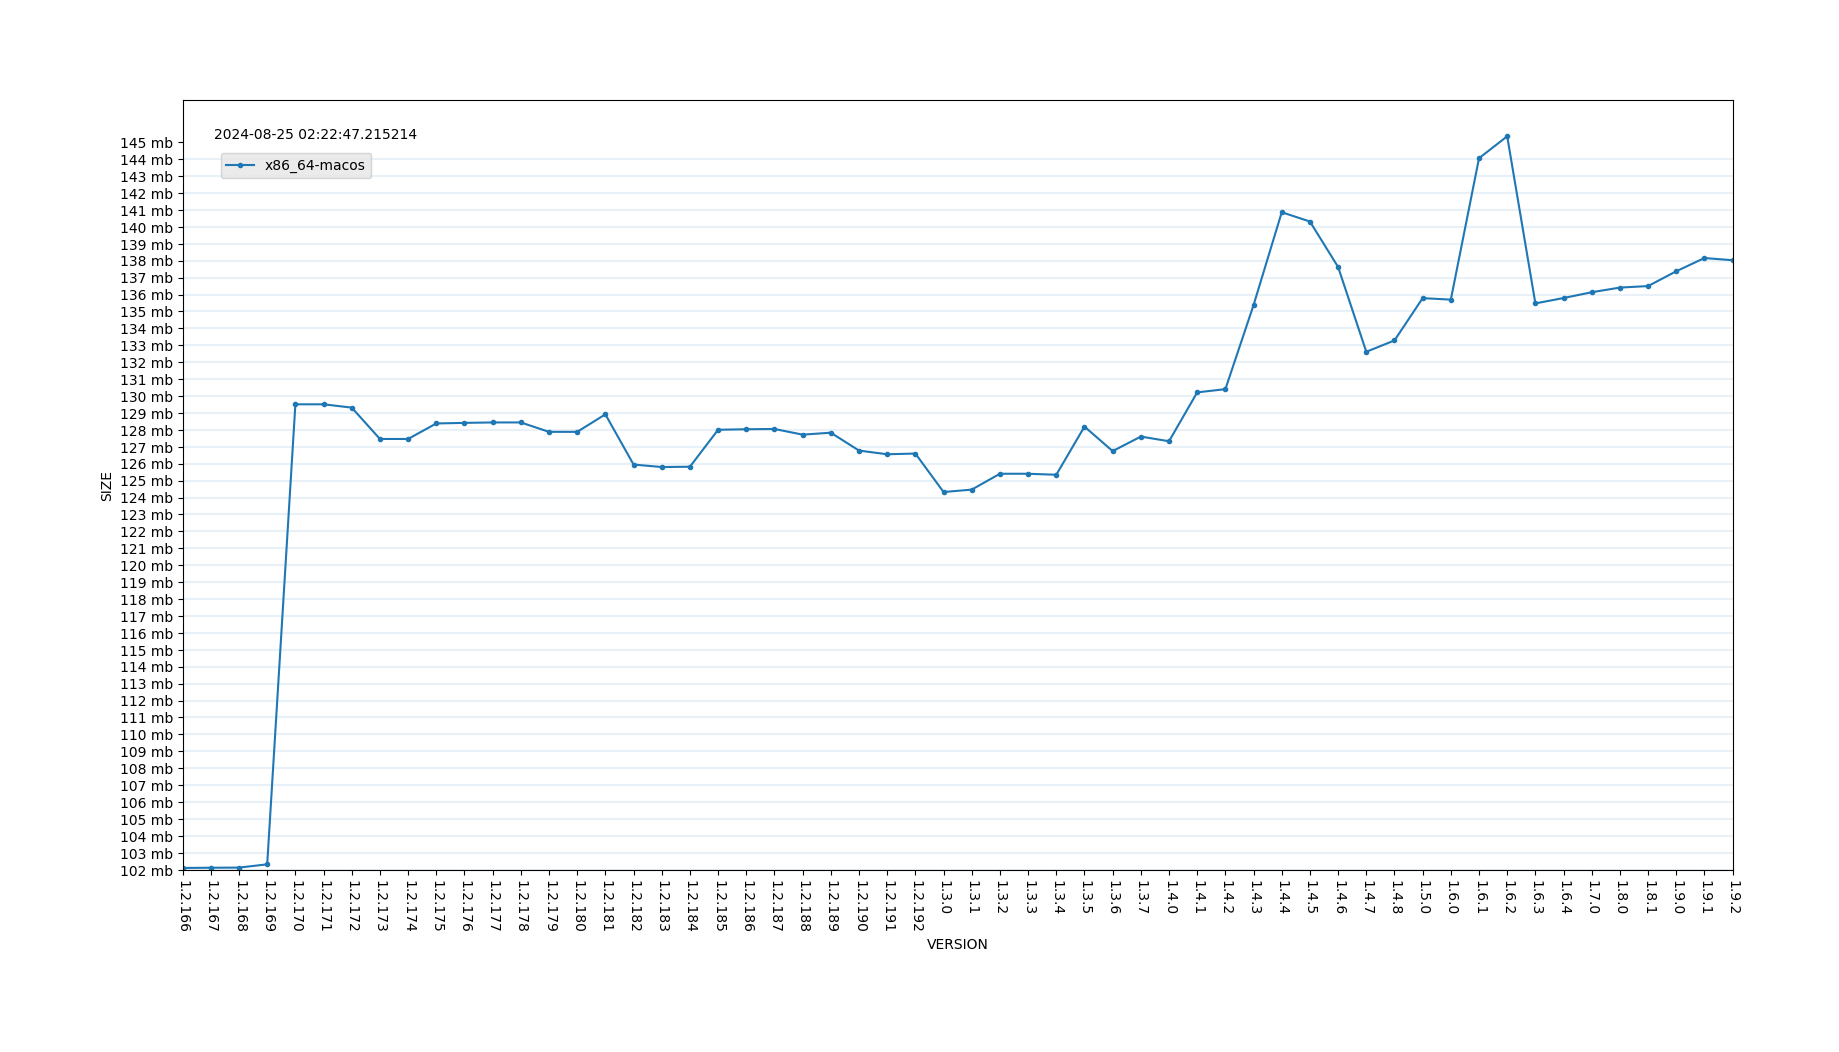 2024-08-25 02:22:47.215214
x86_64-macos
145 mb
144 mb
143 mb
142 mb
141 mb
140 mb
139 mb
138 mb
137 mb
136 mb
135 mb
134 mb
133 mb
132 mb
131 mb
130 mb
129 mb
128 mb
127 mb
126 mb
125 mb
124 mb
123 mb
122 mb
121 mb
120 mb
119 mb
118 mb
117 mb
116 mb
115 mb
114 mb
113 mb
112 mb
111 mb
110 mb
109 mb
108 mb
107 mb
106 mb
105 mb
104 mb
103 mb
102 mb
SIZE
1.2.166
1.2.167
1.2.168
1.2.169
1.2.170
1.2.171
1.2.172
1.2.173
1.2.174
1.2.175
1.2.176
1.2.177
1.2.178
1.2.179
1.2.180
1.2.181
1.2.182
1.2.183
1.2.184
1.2.185
1.2.186
1.2.187
1.2.188
1.2.189
1.2.190
1.2.191
1.2.192
1.3.0
1.3.1
1.3.2
1.3.3
1.3.4
1.3.5
1.3.6
1.3.7
1.4.0
1.4.1
1.4.2
1.4.3
1.4.4
1.4.5
1.4.6
1.4.7
1.4.8
1.5.0
1.6.0
1.6.1
1.6.2
1.6.3
1.6.4
1.7.0
1.8.0
1.8.1
1.9.0
1.9.1
1.9.2
VERSION